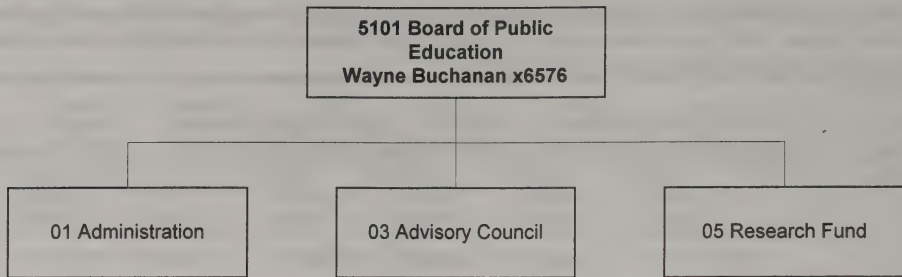 5101 Board of Public
Education
Wayne Buchanan x6576
01 Administration
03 Advisory Council
05 Research Fund